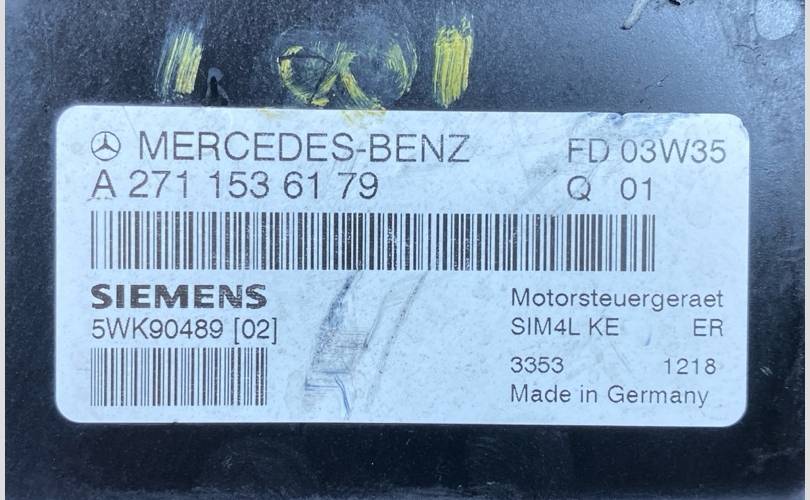 MERCEDES-BENZ FD 03W35
A 271 153 61 79 Q 01
SIEMENS
5WK90489 [02]
Motorsteuergeraet
SIM4L KE ER
3353 1218
Made in Germany